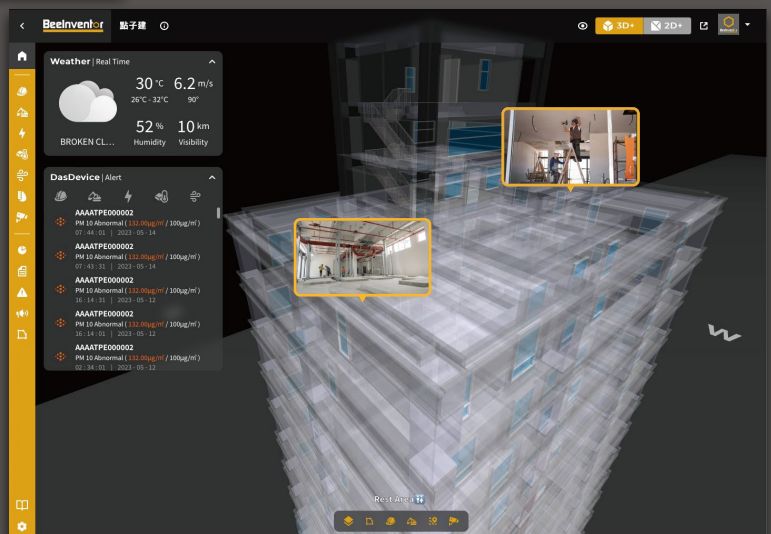 BeeInventor 點子建
3D+ 2D+
BeeInventor
Weather | Real Time
30 °C 6.2 m/s
26°C - 32°C 90°
52 % 10 km
BROKEN CL... Humidity Visibility
DasDevice | Alert
AAAATPE000002
PM 10 Abnormal ( 132.00μg/㎥ / 100μg/㎥ )
07 : 44 : 01 | 2023 - 05 - 14
AAAATPE000002
PM 10 Abnormal ( 132.00μg/㎥ / 100μg/㎥ )
07 : 43 : 31 | 2023 - 05 - 14
AAAATPE000002
PM 10 Abnormal ( 132.00μg/㎥ / 100μg/㎥ )
16 : 14 : 31 | 2023 - 05 - 12
AAAATPE000002
PM 10 Abnormal ( 132.00μg/㎥ / 100μg/㎥ )
16 : 14 : 01 | 2023 - 05 - 12
AAAATPE000002
PM 10 Abnormal ( 132.00μg/㎥ / 100μg/㎥ )
02 : 34 : 01 | 2023 - 05 - 12
Rest Area